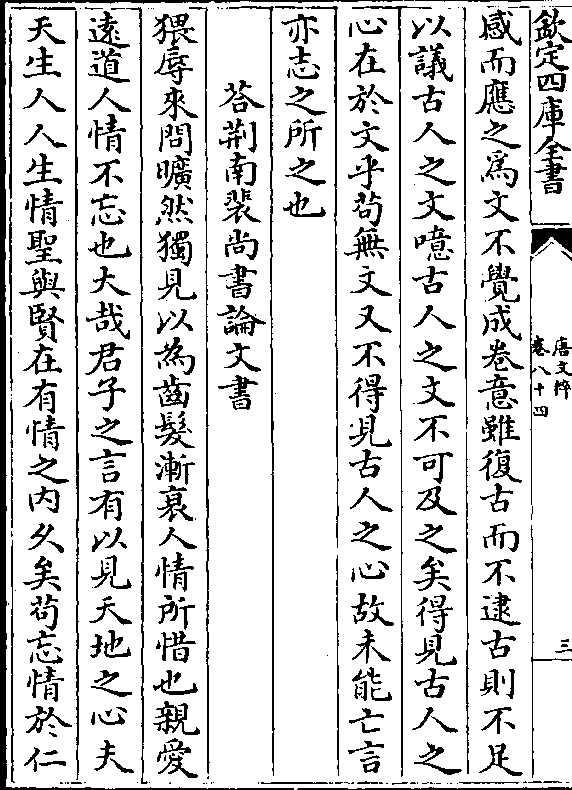 欽定四庫全書
唐文粹
卷八十四
三
感而應之為文不覺成卷意雖復古而不逮古則不足
以議古人之文噫古人之文不可及之矣得見古人之
心在於文乎苟無文又不得見古人之心故未能亡言
亦志之所之也
荅荆南裴尚書論文書
猥辱來問曠然獨見以為齒髮漸衰人情所惜也親愛
逺道人情不忘也大哉君子之言有以見天地之心夫
天生人人生情聖與賢在有情之内久矣苟忘情於仁